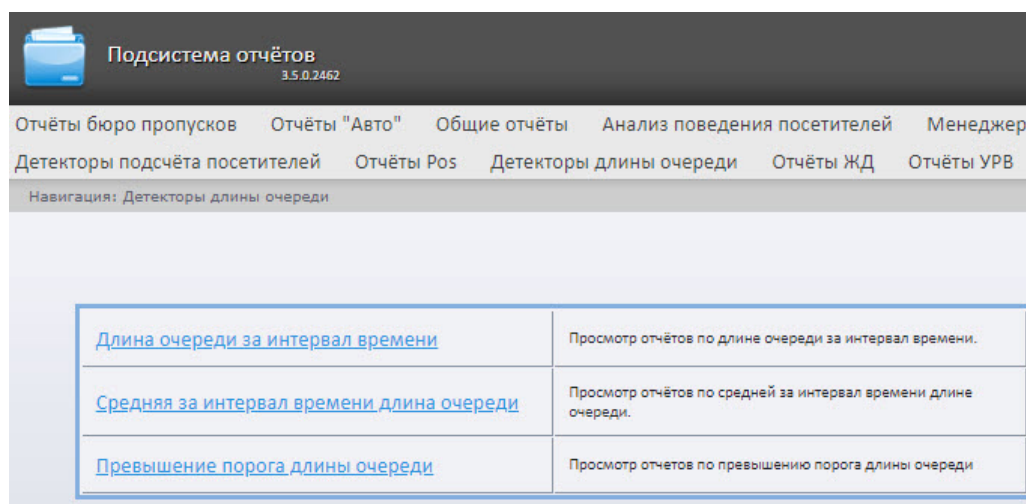 Подсистема отчётов
3.5.0.2462
Отчёты бюро пропусков Отчёты "Авто" Общие отчёты Анализ поведения посетителей Менеджер
Детекторы подсчёта посетителей Отчёты Pos Детекторы длины очереди Отчёты ЖД Отчёты УРВ
Навигация: Детекторы длины очереди
Длина очереди за интервал времени Просмотр отчётов по длине очереди за интервал времени.
Средняя за интервал времени длина очереди Просмотр отчётов по средней за интервал времени длине
очереди.
Превышение порога длины очереди Просмотр отчетов по превышению порога длины очереди